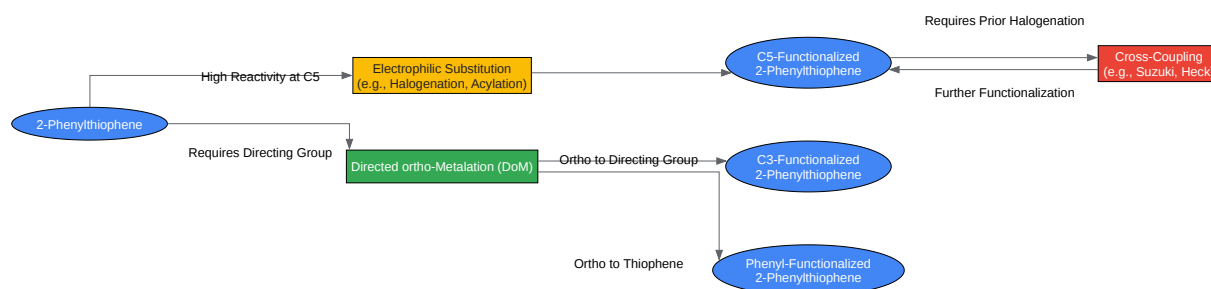 Requires Prior Halogenation
High Reactivity at C5
Electrophilic Substitution
(e.g., Halogenation, Acylation)
C5-Functionalized
2-Phenylthiophene
Cross-Coupling
(e.g., Suzuki, Heck
Further Functionalization
2-Phenylthiophene
Requires Directing Group
Directed ortho-Metalation (DoM)
Ortho to Directing Group
C3-Functionalized
2-Phenylthiophene
Ortho to Thiophene
Phenyl-Functionalized
2-Phenylthiophene